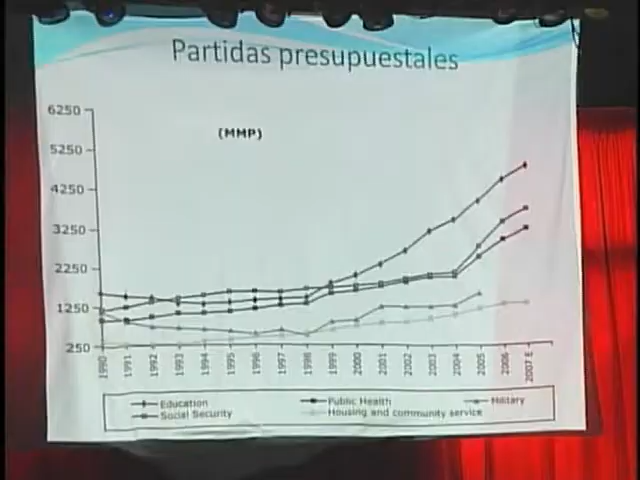 Partidas presupuestales
(MMP)
6250
5250
4250
3250
2250
1250
250
1990 1991 1992 1993 1994 1995 1996 1997 1998 1999 2000 2001 2002 2003 2004 2005 2006 2007 E
Education Public Health Military
Social Security Housing and community service